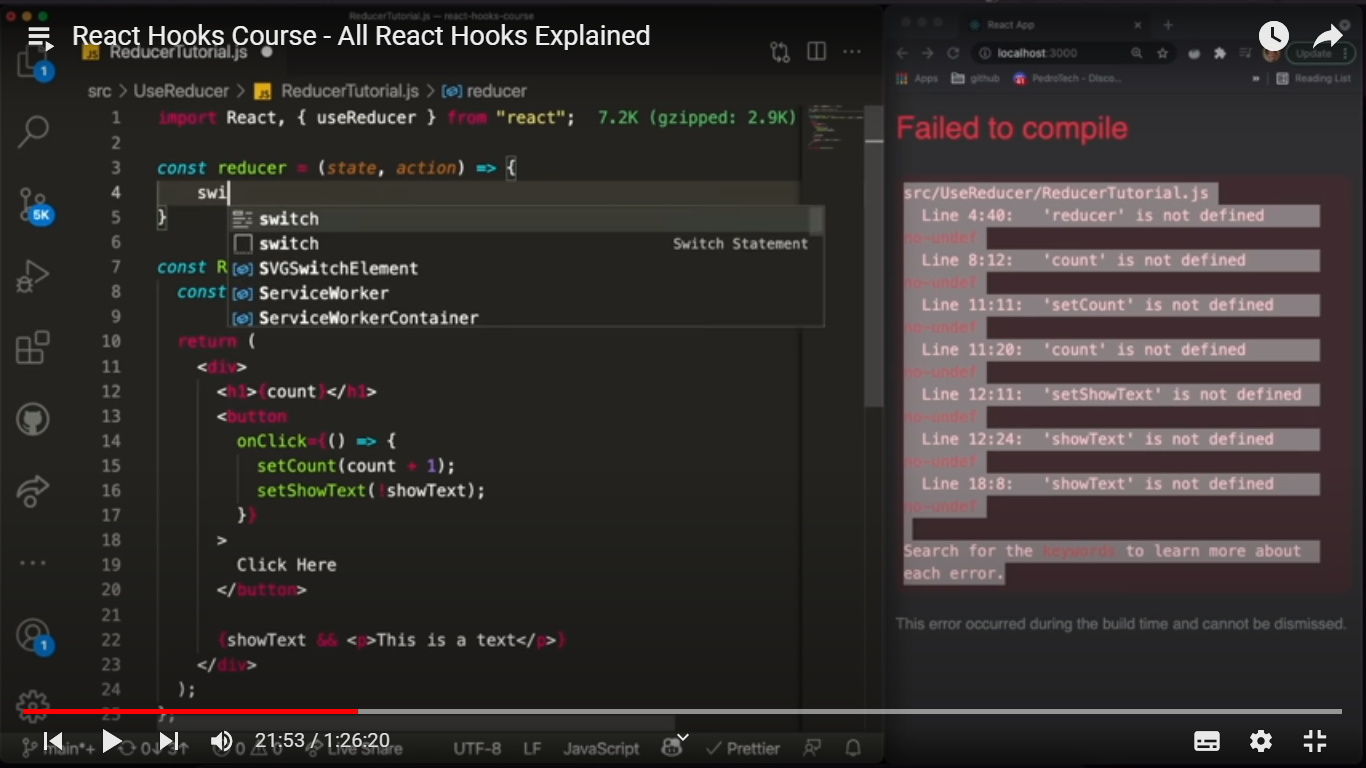 ReducerTutorial.js — react-hooks-course
React Hooks Course - All React Hooks Explained
ReducerTutorial.js
React App
localhost:3000
Update
Apps
github
PedroTech - Disco...
Reading List
src > UseReducer > ReducerTutorial.js > reducer
1 import React, { useReducer } from "react"; 7.2K (gzipped: 2.9K)
2
3 const reducer = (state, action) => {
4 swi
5 }
6
7 const R
8 const
9
10 return (
11 <div>
12 <h1>{count}</h1>
13 <button
14 onClick={() => {
15 setCount(count + 1);
16 setShowText(!showText);
17 }}
18 >
19 Click Here
20 </button>
21
22 {showText && <p>This is a text</p>}
23 </div>
24 );
25 };
switch
switch Switch Statement
SVGSwitchElement
ServiceWorker
ServiceWorkerContainer
1
5K
1
Failed to compile
src/UseReducer/ReducerTutorial.js
Line 4:40: 'reducer' is not defined
no-undef
Line 8:12: 'count' is not defined
no-undef
Line 11:11: 'setCount' is not defined
no-undef
Line 11:20: 'count' is not defined
no-undef
Line 12:11: 'setShowText' is not defined
no-undef
Line 12:24: 'showText' is not defined
no-undef
Line 18:8: 'showText' is not defined
no-undef
Search for the keywords to learn more about
each error.
This error occurred during the build time and cannot be dismissed.
21:53 / 1:26:20
main*+
Live Share
UTF-8
LF
JavaScript
Prettier